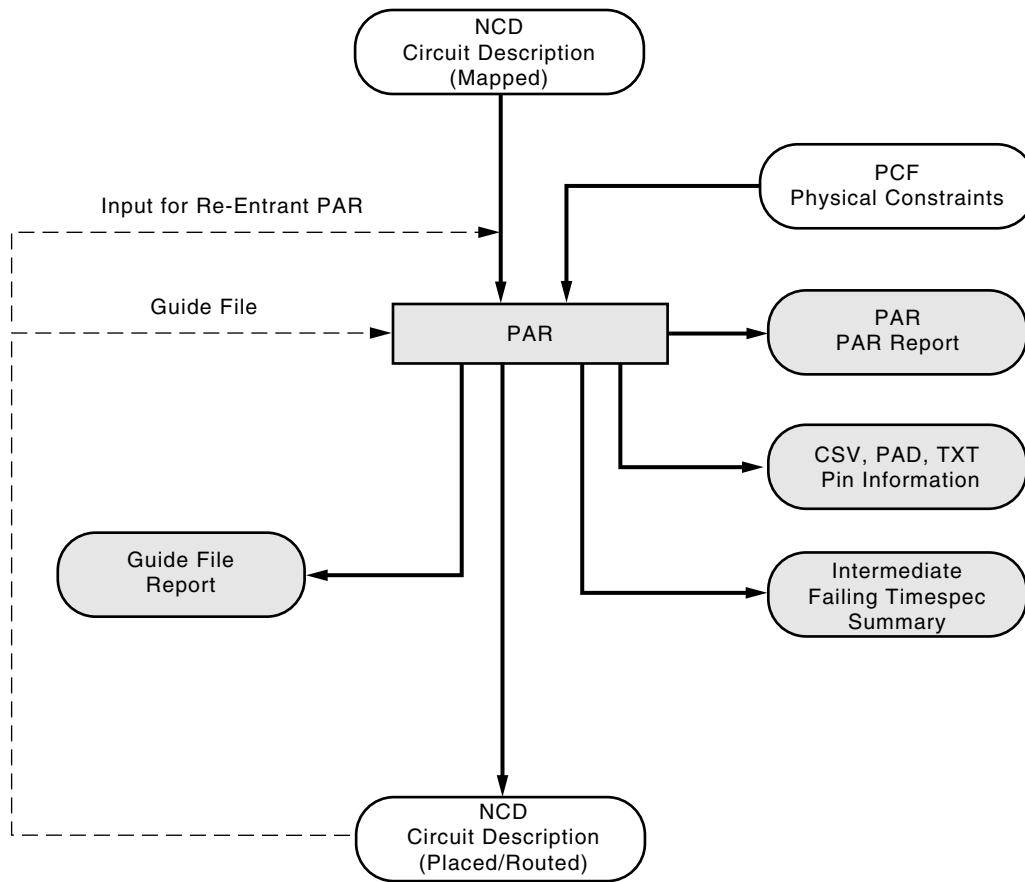 NCD
Circuit Description
(Mapped)
PCF
Physical Constraints
Input for Re-Entrant PAR
Guide File
PAR
PAR
PAR Report
CSV, PAD, TXT
Pin Information
Guide File
Report
Intermediate
Failing Timespec
Summary
NCD
Circuit Description
(Placed/Routed)